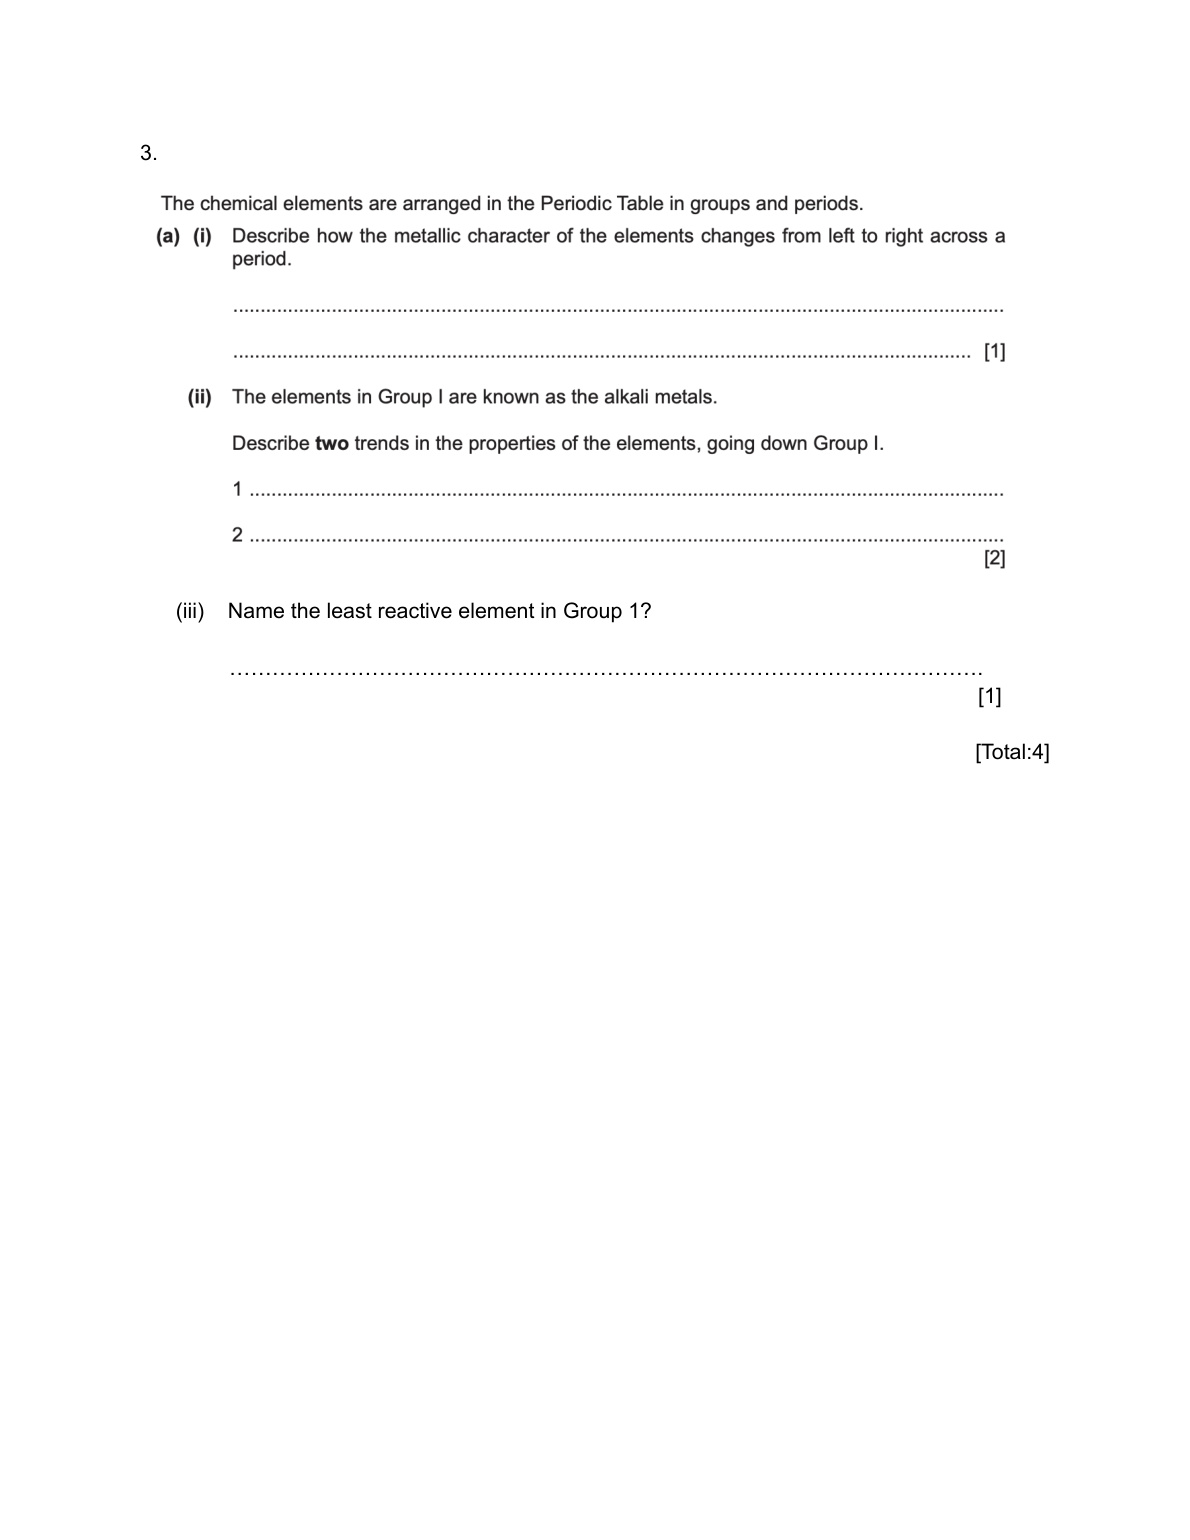 3.
The chemical elements are arranged in the Periodic Table in groups and periods.
(a) (i) Describe how the metallic character of the elements changes from left to right across a
period.
..........................................................................................................................................
.................................................................................................................................... [1]
(ii) The elements in Group I are known as the alkali metals.
Describe two trends in the properties of the elements, going down Group I.
1 .......................................................................................................................................
2 .......................................................................................................................................
[2]
(iii) Name the least reactive element in Group 1?
…………………………………………………………………………………………….
[1]
[Total:4]